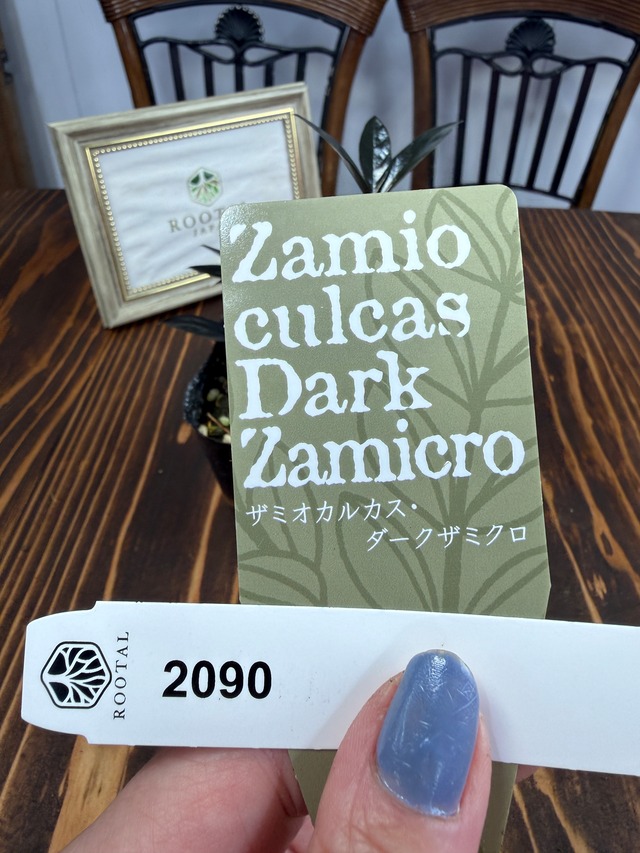 ROOTAL
Zamio
culcas
Dark
Zamicro
ザミオカルカス・
ダークザミクロ
ROOTAL
2090